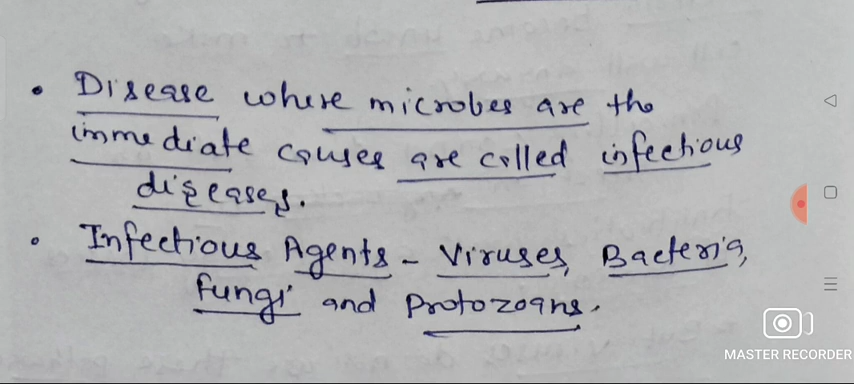 • Disease where microbes are the
immediate causes are called infectious
diseases.
• Infectious Agents - Viruses, Bacteria,
fungi and Protozoans.
MASTER RECORDER